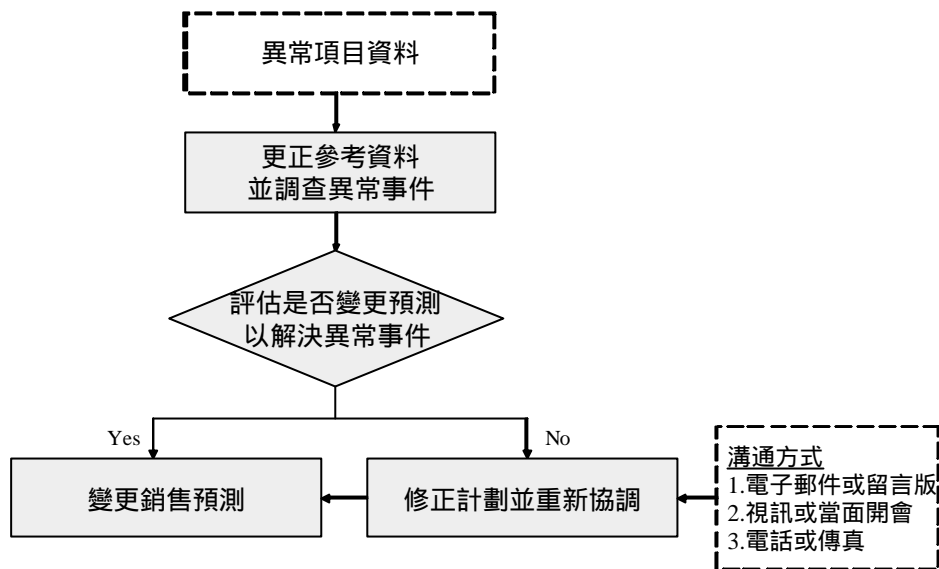 異常項目資料
更正參考資料
並調查異常事件
評估是否變更預測
以解決異常事件
Yes
No
變更銷售預測
修正計劃並重新協調
溝通方式
1.電子郵件或留言版
2.視訊或當面開會
3.電話或傳真